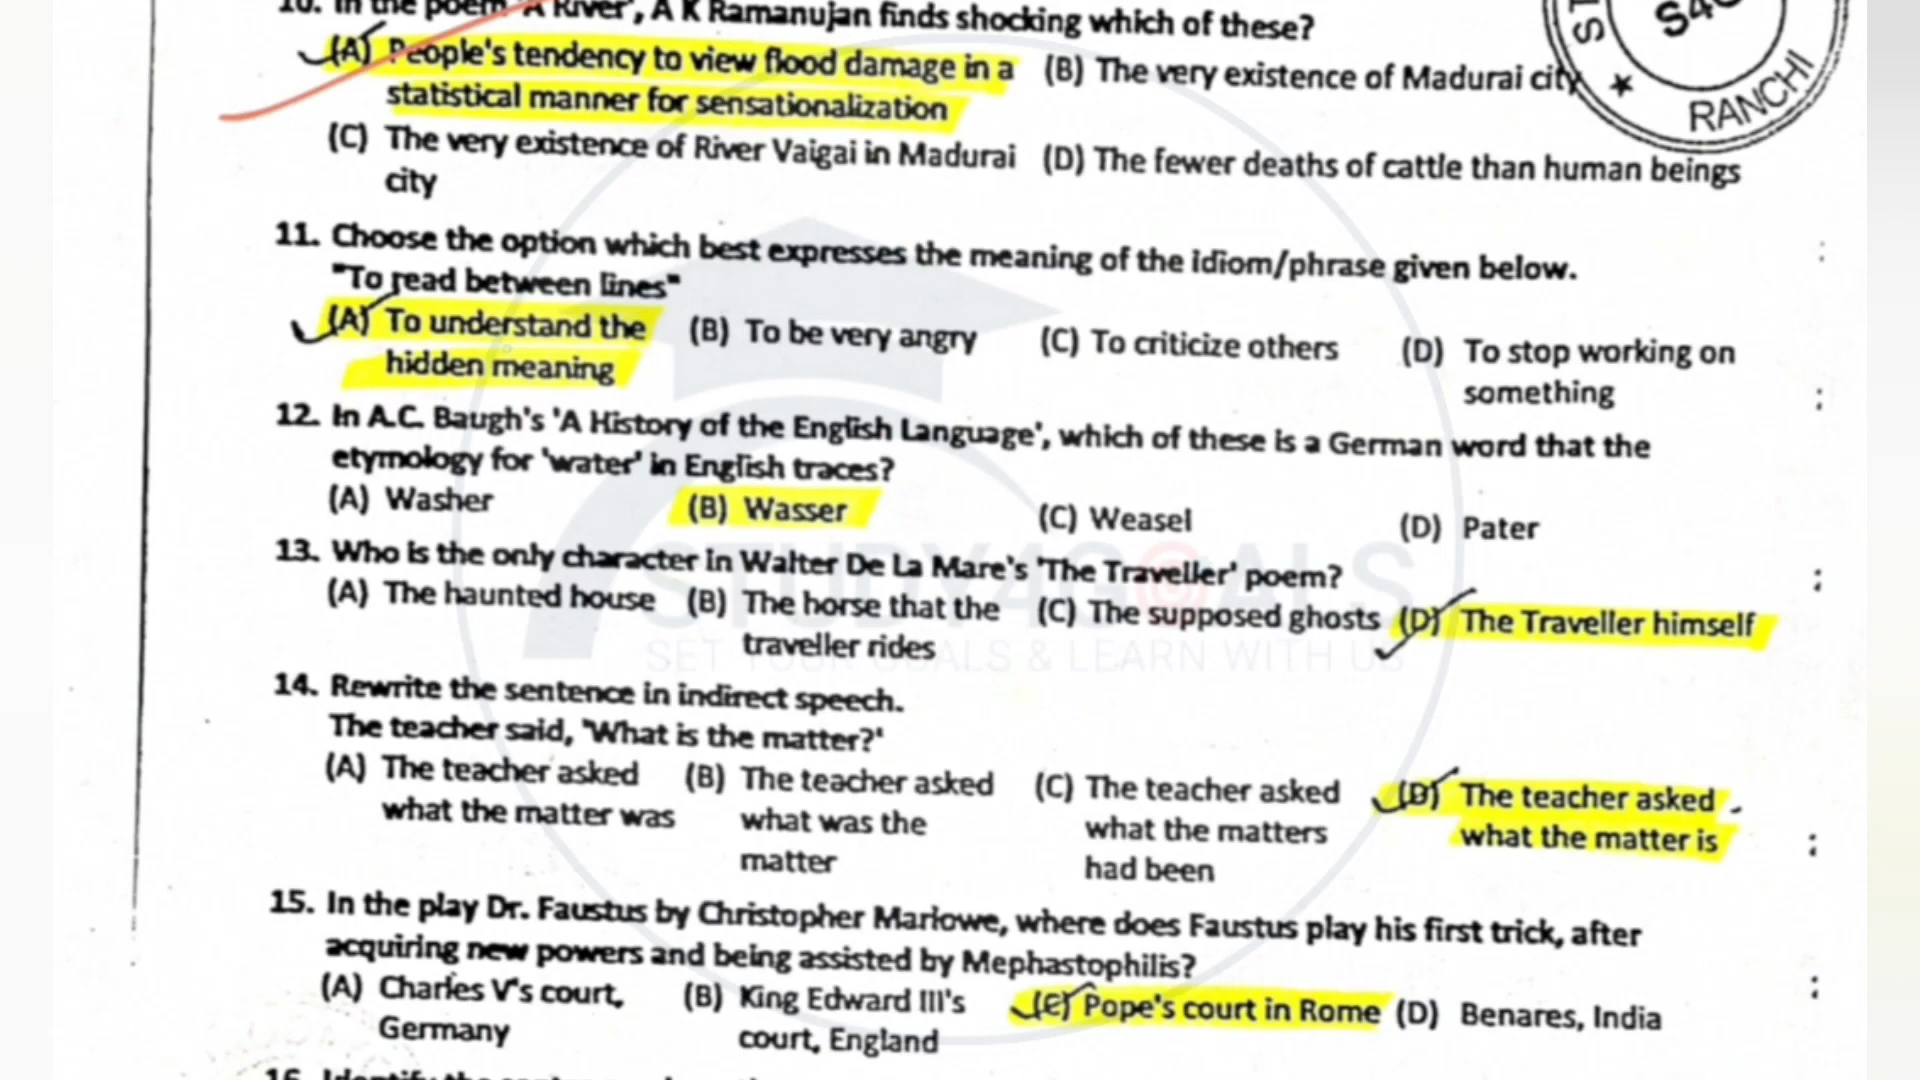 10. In the poem 'A River', A K Ramanujan finds shocking which of these?
(A) People's tendency to view flood damage in a statistical manner for sensationalization
(B) The very existence of Madurai city
(C) The very existence of River Vaigai in Madurai city
(D) The fewer deaths of cattle than human beings
RANCHI
11. Choose the option which best expresses the meaning of the idiom/phrase given below.
"To read between lines"
(A) To understand the hidden meaning
(B) To be very angry
(C) To criticize others
(D) To stop working on something
12. In A.C. Baugh's 'A History of the English Language', which of these is a German word that the
etymology for 'water' in English traces?
(A) Washer
(B) Wasser
(C) Weasel
(D) Pater
13. Who is the only character in Walter De La Mare's 'The Traveller' poem?
(A) The haunted house
(B) The horse that the traveller rides
(C) The supposed ghosts
(D) The Traveller himself
STUDY4GOALS
SET YOUR GOALS & LEARN WITH US
14. Rewrite the sentence in indirect speech.
The teacher said, 'What is the matter?'
(A) The teacher asked what the matter was
(B) The teacher asked what was the matter
(C) The teacher asked what the matters had been
(D) The teacher asked what the matter is
15. In the play Dr. Faustus by Christopher Marlowe, where does Faustus play his first trick, after
acquiring new powers and being assisted by Mephastophilis?
(A) Charles V's court, Germany
(B) King Edward III's court, England
(C) Pope's court in Rome
(D) Benares, India